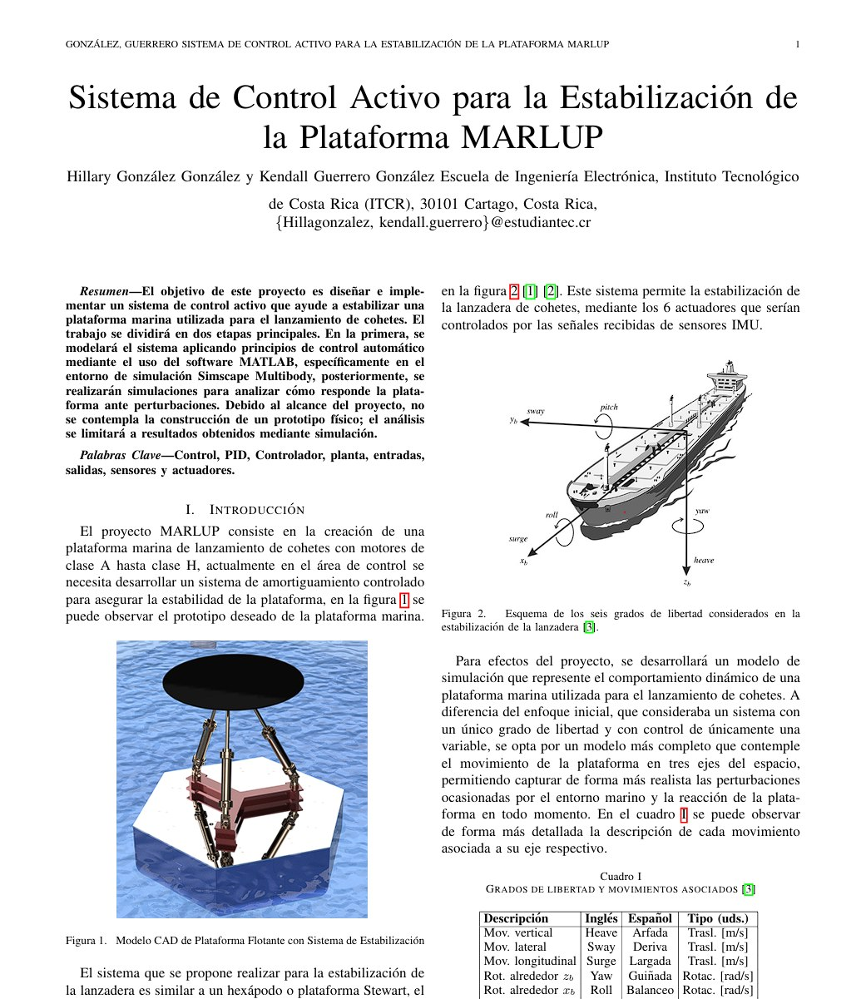 GONZÁLEZ, GUERRERO SISTEMA DE CONTROL ACTIVO PARA LA ESTABILIZACIÓN DE LA PLATAFORMA MARLUP 1
Sistema de Control Activo para la Estabilización de
la Plataforma MARLUP
Hillary González González y Kendall Guerrero González Escuela de Ingeniería Electrónica, Instituto Tecnológico
de Costa Rica (ITCR), 30101 Cartago, Costa Rica,
{Hillagonzalez, kendall.guerrero}@estudiantec.cr
Resumen—El objetivo de este proyecto es diseñar e imple-
mentar un sistema de control activo que ayude a estabilizar una
plataforma marina utilizada para el lanzamiento de cohetes. El
trabajo se dividirá en dos etapas principales. En la primera, se
modelará el sistema aplicando principios de control automático
mediante el uso del software MATLAB, específicamente en el
entorno de simulación Simscape Multibody, posteriormente, se
realizarán simulaciones para analizar cómo responde la plata-
forma ante perturbaciones. Debido al alcance del proyecto, no
se contempla la construcción de un prototipo físico; el análisis
se limitará a resultados obtenidos mediante simulación.
Palabras Clave—Control, PID, Controlador, planta, entradas,
salidas, sensores y actuadores.
I. INTRODUCCIÓN
El proyecto MARLUP consiste en la creación de una
plataforma marina de lanzamiento de cohetes con motores de
clase A hasta clase H, actualmente en el área de control se
necesita desarrollar un sistema de amortiguamiento controlado
para asegurar la estabilidad de la plataforma, en la figura 1 se
puede observar el prototipo deseado de la plataforma marina.
Figura 1. Modelo CAD de Plataforma Flotante con Sistema de Estabilización
El sistema que se propone realizar para la estabilización de
la lanzadera es similar a un hexápodo o plataforma Stewart, el
en la figura 2 [1] [2]. Este sistema permite la estabilización de
la lanzadera de cohetes, mediante los 6 actuadores que serían
controlados por las señales recibidas de sensores IMU.
pitch
sway
y_b
roll
yaw
surge
x_b
heave
z_b
Figura 2. Esquema de los seis grados de libertad considerados en la
estabilización de la lanzadera [3].
Para efectos del proyecto, se desarrollará un modelo de
simulación que represente el comportamiento dinámico de una
plataforma marina utilizada para el lanzamiento de cohetes. A
diferencia del enfoque inicial, que consideraba un sistema con
un único grado de libertad y con control de únicamente una
variable, se opta por un modelo más completo que contemple
el movimiento de la plataforma en tres ejes del espacio,
permitiendo capturar de forma más realista las perturbaciones
ocasionadas por el entorno marino y la reacción de la plata-
forma en todo momento. En el cuadro I se puede observar
de forma más detallada la descripción de cada movimiento
asociada a su eje respectivo.
Cuadro I
GRADOS DE LIBERTAD Y MOVIMIENTOS ASOCIADOS [3]
Descripción Inglés Español Tipo (uds.)
Mov. vertical Heave Arfada Trasl. [m/s]
Mov. lateral Sway Deriva Trasl. [m/s]
Mov. longitudinal Surge Largada Trasl. [m/s]
Rot. alrededor z_b Yaw Guiñada Rotac. [rad/s]
Rot. alrededor x_b Roll Balanceo Rotac. [rad/s]